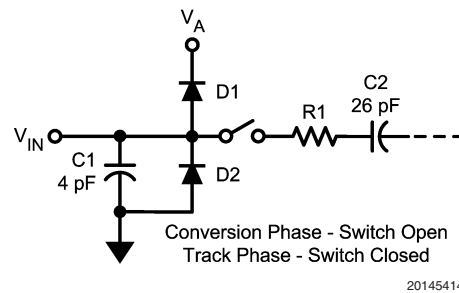 VA
D1
C2
26 pF
R1
VIN
C1
4 pF
D2
Conversion Phase - Switch Open
Track Phase - Switch Closed
20145414